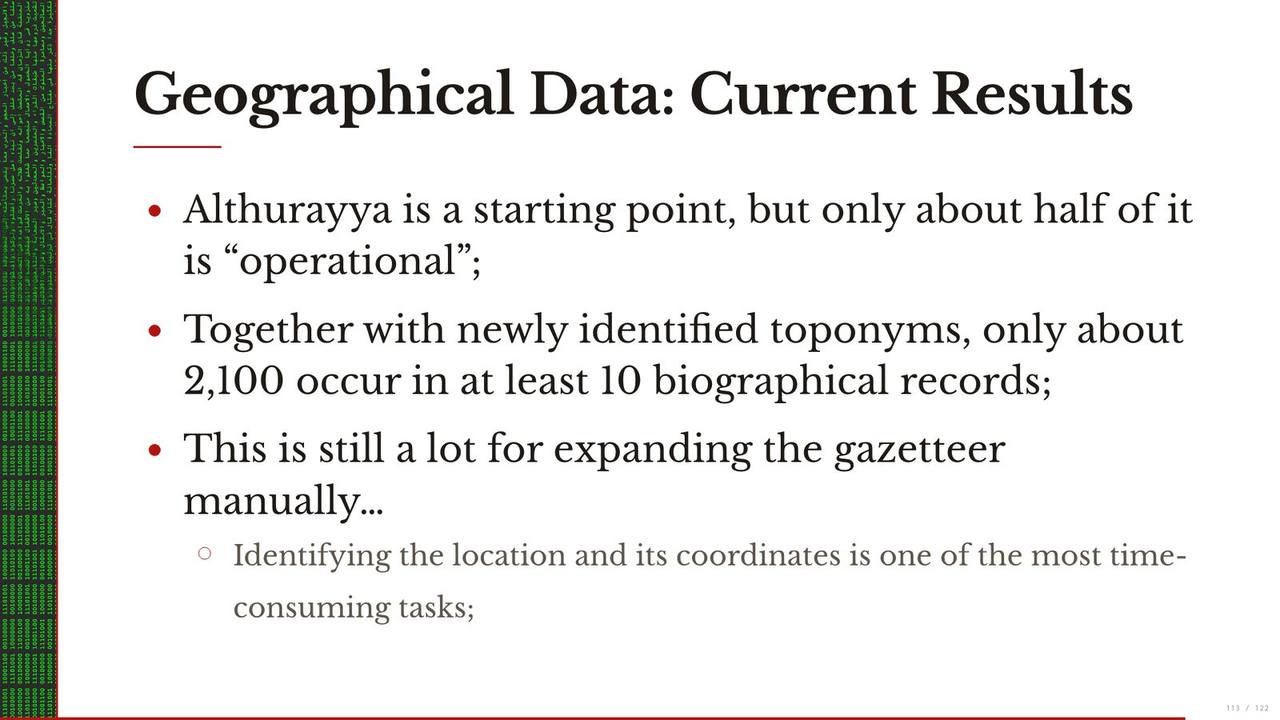 Geographical Data: Current Results
• Althurayya is a starting point, but only about half of it
is “operational”;
• Together with newly identified toponyms, only about
2,100 occur in at least 10 biographical records;
• This is still a lot for expanding the gazetteer
manually…
○ Identifying the location and its coordinates is one of the most time-
consuming tasks;
113 / 122